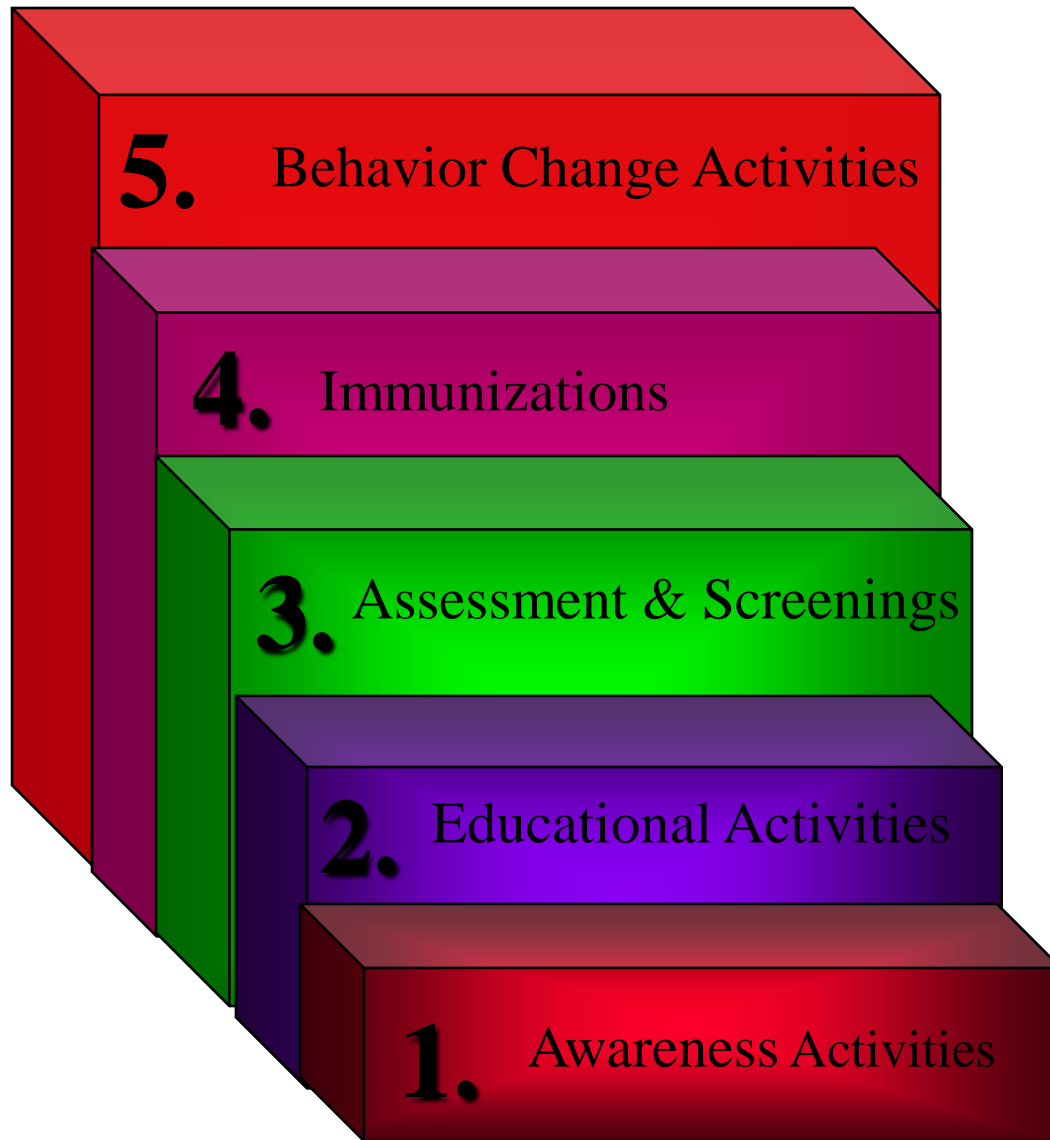 5. Behavior Change Activities
4. Immunizations
3. Assessment & Screenings
2. Educational Activities
1. Awareness Activities